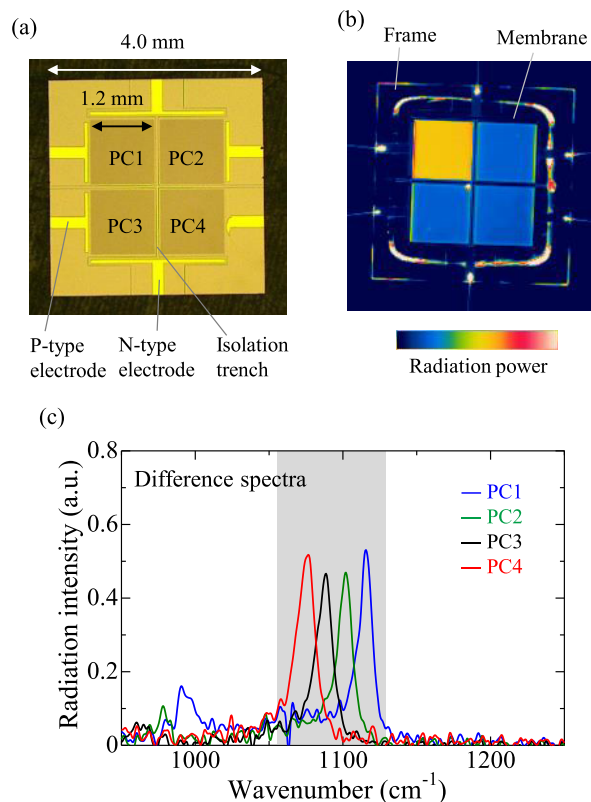 (a)
4.0 mm
1.2 mm
PC1
PC2
PC3
PC4
P-type
electrode
N-type
electrode
Isolation
trench
(b)
Frame
Membrane
Radiation power
(c)
Difference spectra
PC1
PC2
PC3
PC4
0.8
0.6
0.4
0.2
0
Radiation intensity (a.u.)
1000
1100
1200
Wavenumber (cm⁻¹)